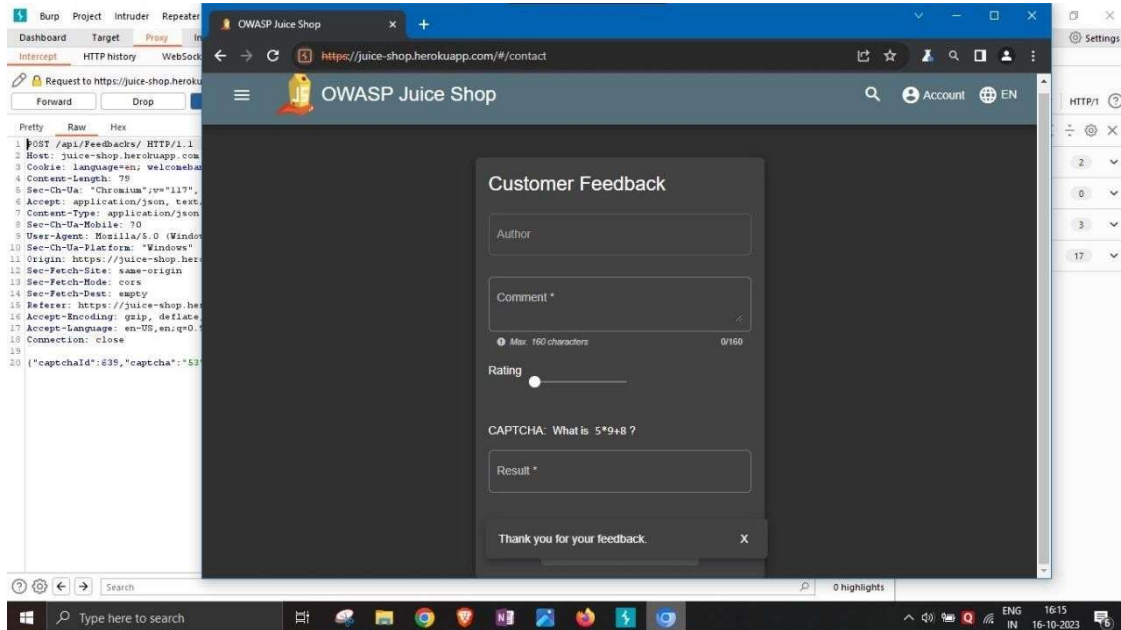 Burp Project Intruder Repeater
Dashboard Target Proxy
Settings
Intercept HTTP history WebSock
Request to https://juice-shop.heroku
Forward Drop
HTTP/1
Pretty Raw Hex
1 POST /api/Feedbacks/ HTTP/1.1
2 Host: juice-shop.herokuapp.com
3 Cookie: language=en; welcomeba
4 Content-Length: 79
5 Sec-Ch-Ua: "Chromium";v="117",
6 Accept: application/json, text
7 Content-Type: application/json
8 Sec-Ch-Ua-Mobile: ?0
9 User-Agent: Mozilla/5.0 (Window
10 Sec-Ch-Ua-Platform: "Windows"
11 Origin: https://juice-shop.hero
12 Sec-Fetch-Site: same-origin
13 Sec-Fetch-Mode: cors
14 Sec-Fetch-Dest: empty
15 Referer: https://juice-shop.her
16 Accept-Encoding: gzip, deflate,
17 Accept-Language: en-US,en;q=0.9
18 Connection: close
19
20 {"captchaId":639,"captcha":"53"
OWASP Juice Shop
https://juice-shop.herokuapp.com/#/contact
OWASP Juice Shop
Account EN
Customer Feedback
Author
Comment *
Max. 160 characters 0/160
Rating
CAPTCHA: What is 5*9+8 ?
Result *
Thank you for your feedback. X
2
0
3
17
Search
0 highlights
Type here to search
ENG 16:15
IN 16-10-2023
6